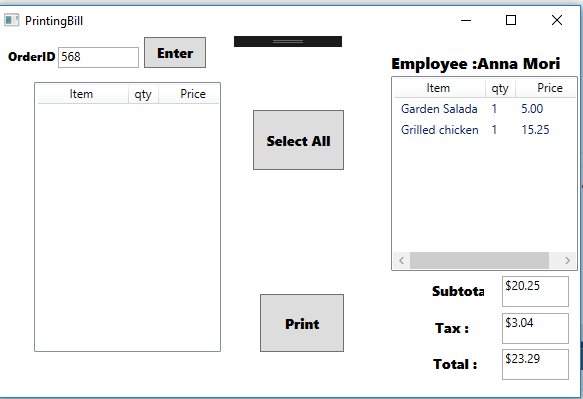 PrintingBill
OrderID 568 Enter
Item qty Price
Select All
Print
Employee :Anna Mori
Item qty Price
Garden Salada 1 5.00
Grilled chicken 1 15.25
Subtota $20.25
Tax : $3.04
Total : $23.29